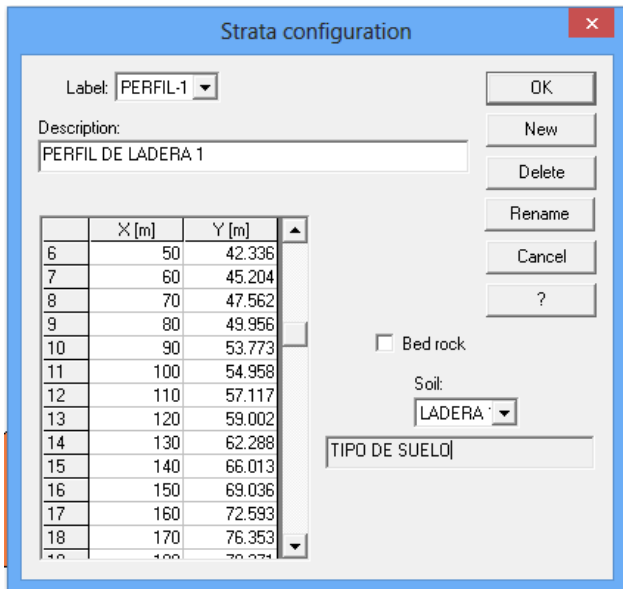 Strata configuration
Label: PERFIL-1
OK
Description:
New
PERFIL DE LADERA 1
Delete
Rename
Cancel
?
X [m] Y [m]
6 50 42.336
7 60 45.204
8 70 47.562
9 80 49.956
10 90 53.773
11 100 54.958
12 110 57.117
13 120 59.002
14 130 62.288
15 140 66.013
16 150 69.036
17 160 72.593
18 170 76.353
Bed rock
Soil:
LADERA
TIPO DE SUELO